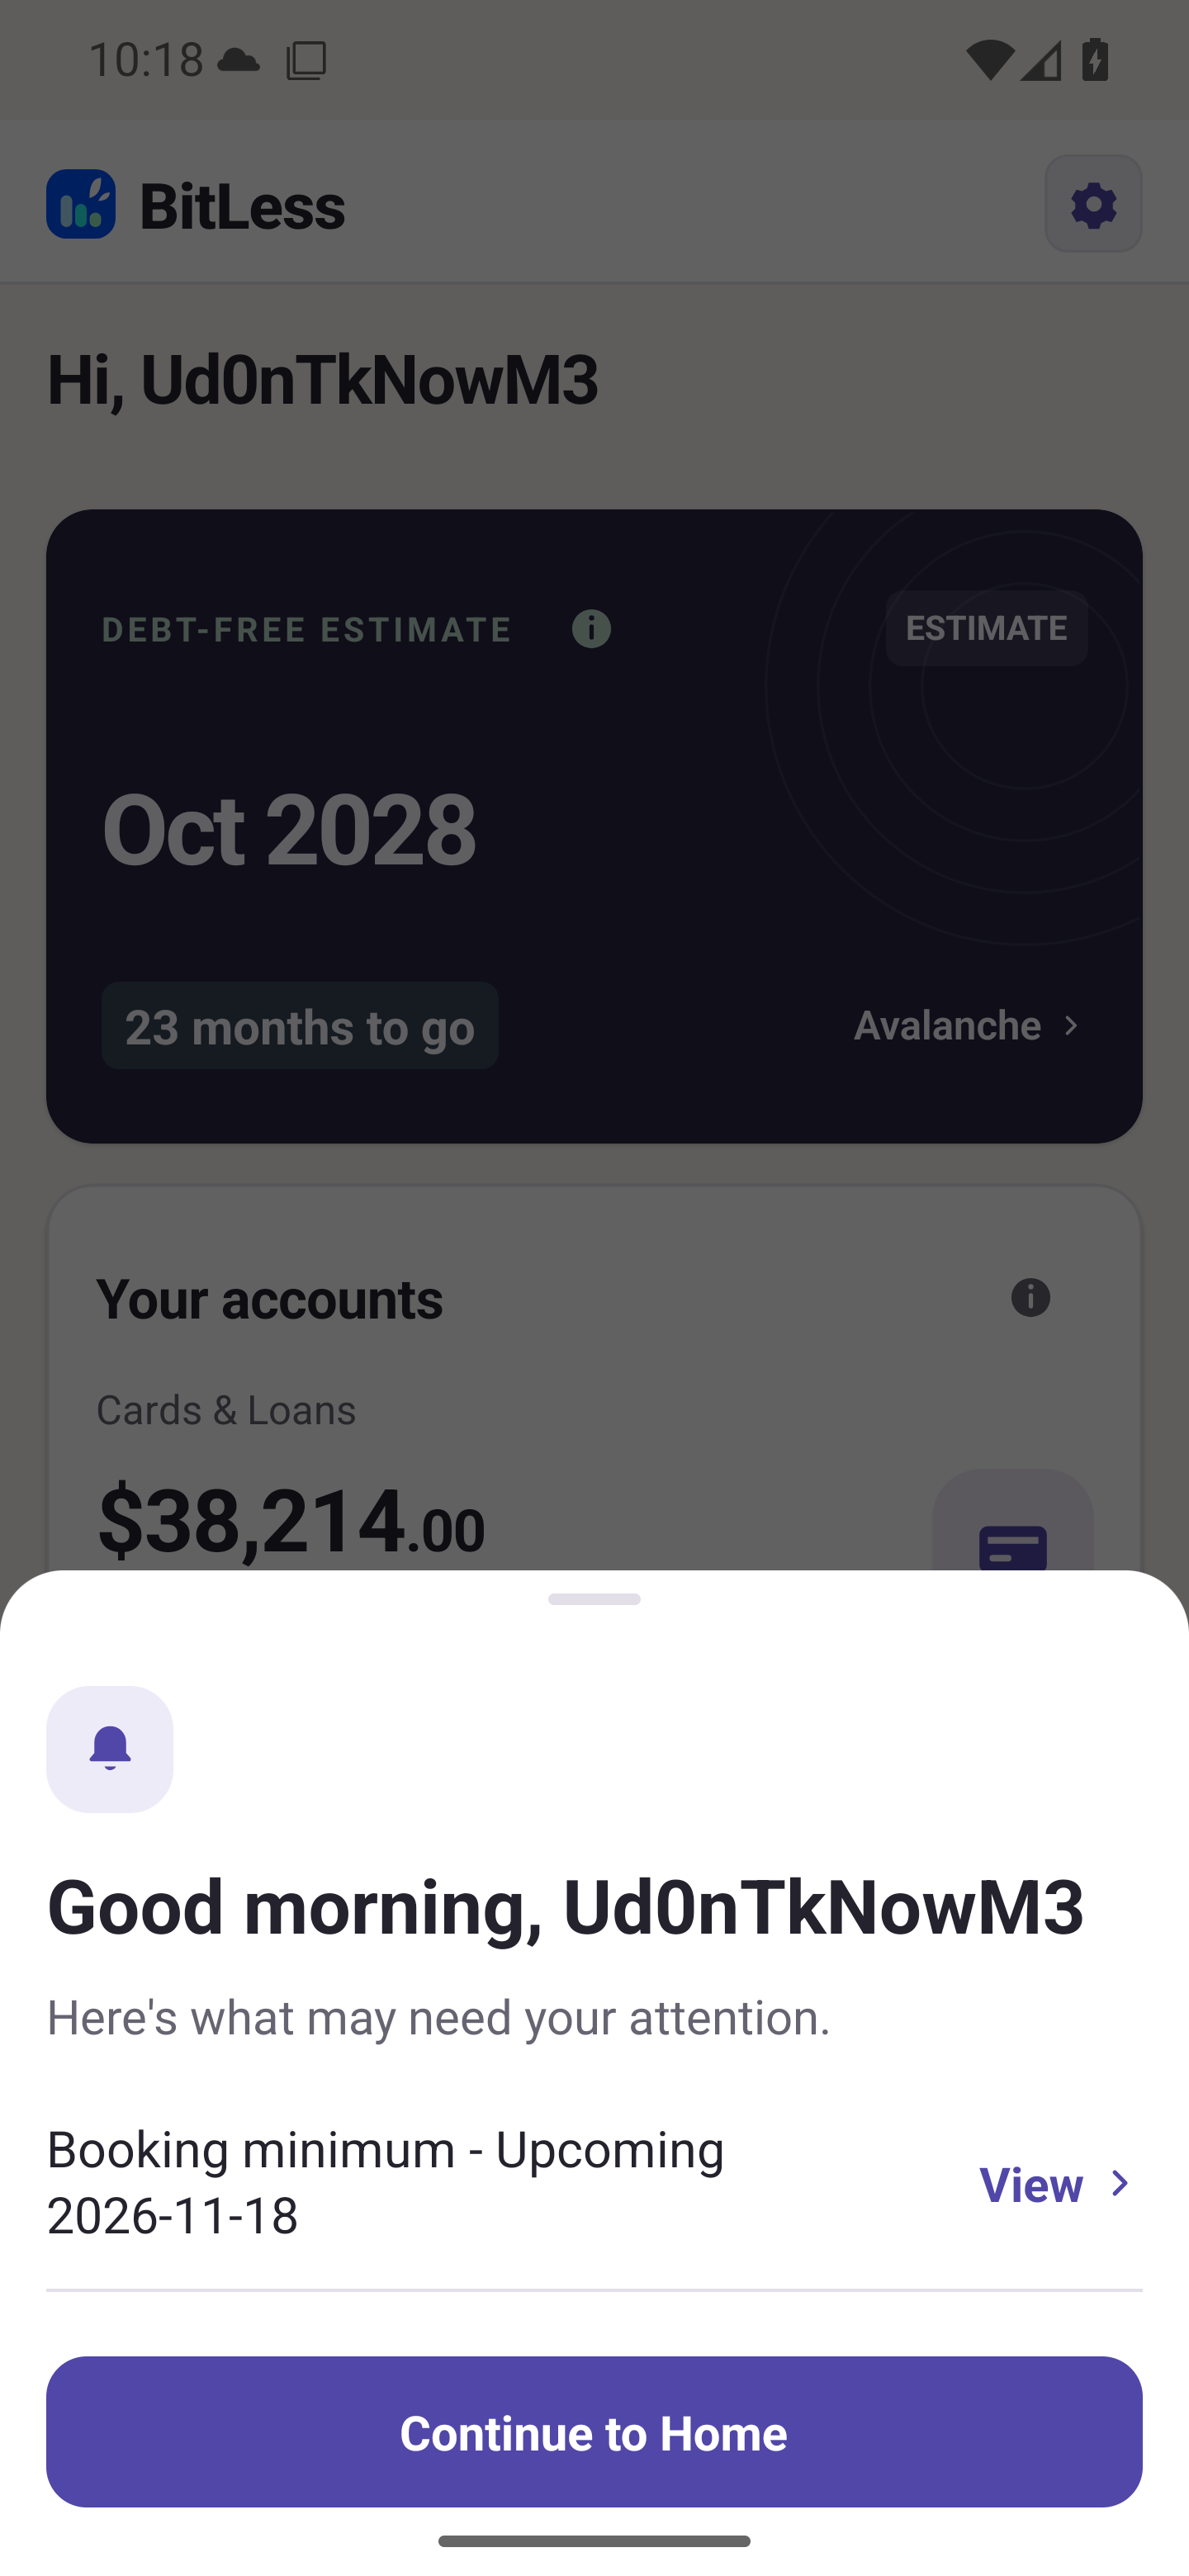 10:18
BitLess
Hi, Ud0nTkNowM3
DEBT-FREE ESTIMATE
ESTIMATE
Oct 2028
23 months to go
Avalanche
Your accounts
Cards & Loans
$38,214.00
Good morning, Ud0nTkNowM3
Here's what may need your attention.
Booking minimum - Upcoming
2026-11-18
View
Continue to Home